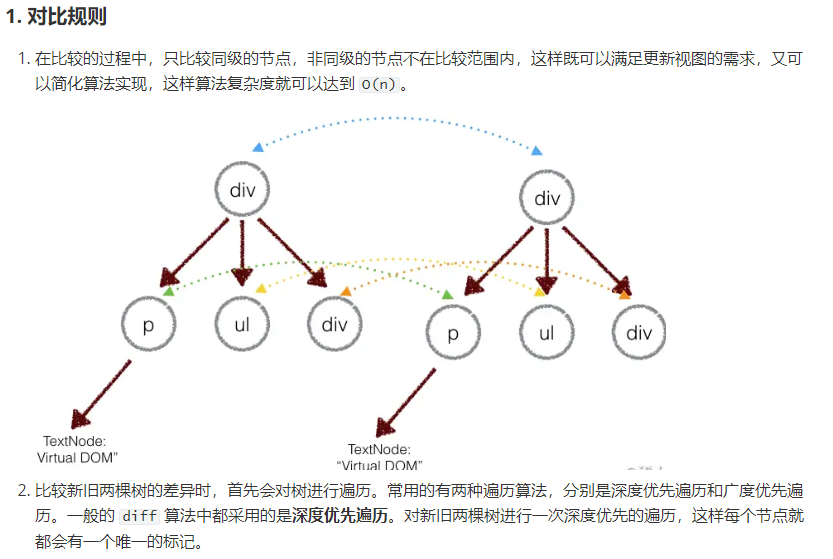 1. 对比规则
1. 在比较的过程中，只比较同级的节点，非同级的节点不在比较范围内，这样既可以满足更新视图的需求，又可
以简化算法实现，这样算法复杂度就可以达到 O(n)。
div
div
p
ul
div
p
ul
div
TextNode:
Virtual DOM”
TextNode:
“Virtual DOM”
2. 比较新旧两棵树的差异时，首先会对树进行遍历。常用的有两种遍历算法，分别是深度优先遍历和广度优先遍
历。一般的 diff 算法中都采用的是深度优先遍历。对新旧两棵树进行一次深度优先的遍历，这样每个节点就
都会有一个唯一的标记。